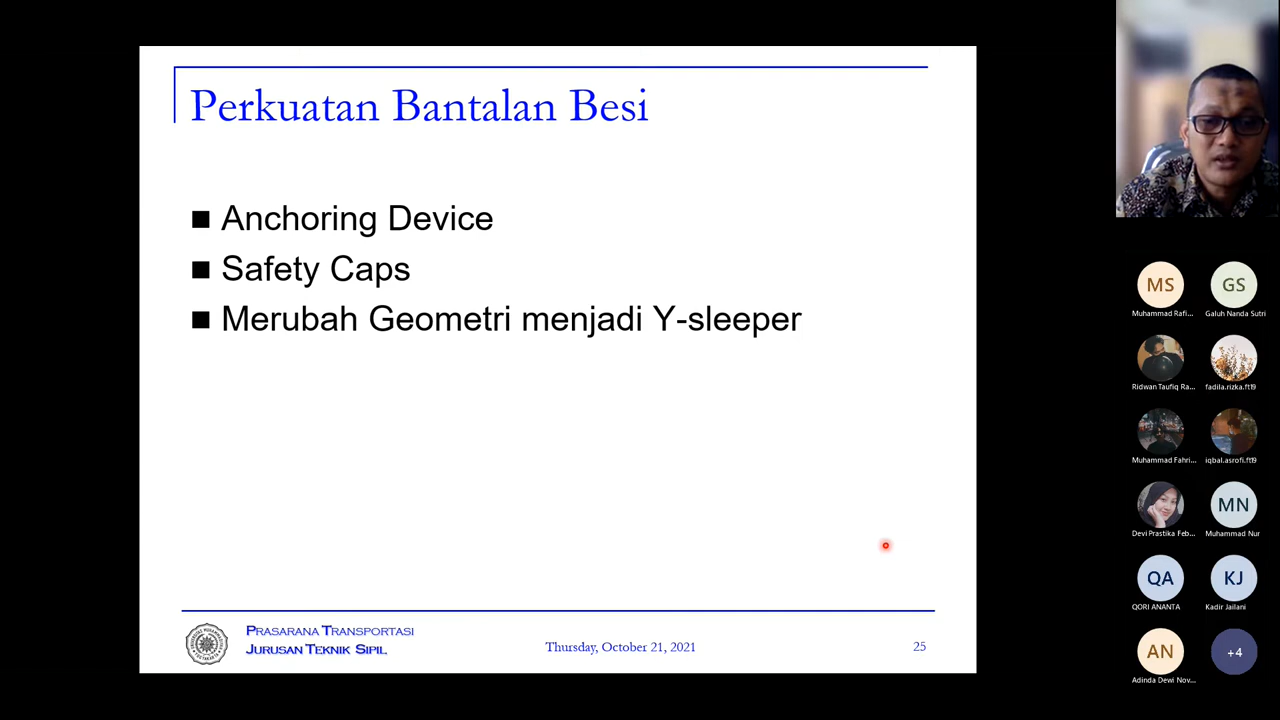 Perkuatan Bantalan Besi
Anchoring Device
Safety Caps
Merubah Geometri menjadi Y-sleeper
PRASARANA TRANSPORTASI
JURUSAN TEKNIK SIPIL
Thursday, October 21, 2021
25
MS
GS
Muhammad Rafi...
Galuh Nanda Sutri
Ridwan Taufiq Ra...
fadila.rizka.ft19
Muhammad Fahri...
iqbal.asrofi.ft19
MN
Devi Prastika Feb...
Muhammad Nur
QA
KJ
QORI ANANTA
Kadir Jailani
AN
+4
Adinda Dewi Nov...